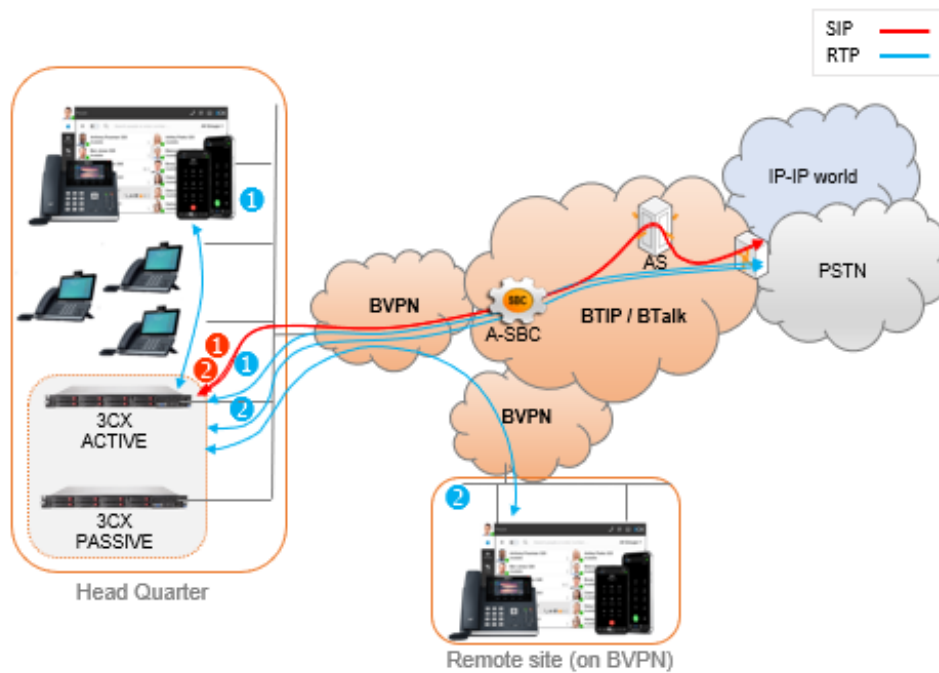 SIP
RTP
IP-IP world
PSTN
AS
BVPN
SBC
A-SBC
BTIP / BTalk
1
1
2
1
2
3CX
ACTIVE
BVPN
3CX
PASSIVE
2
Head Quarter
Remote site (on BVPN)